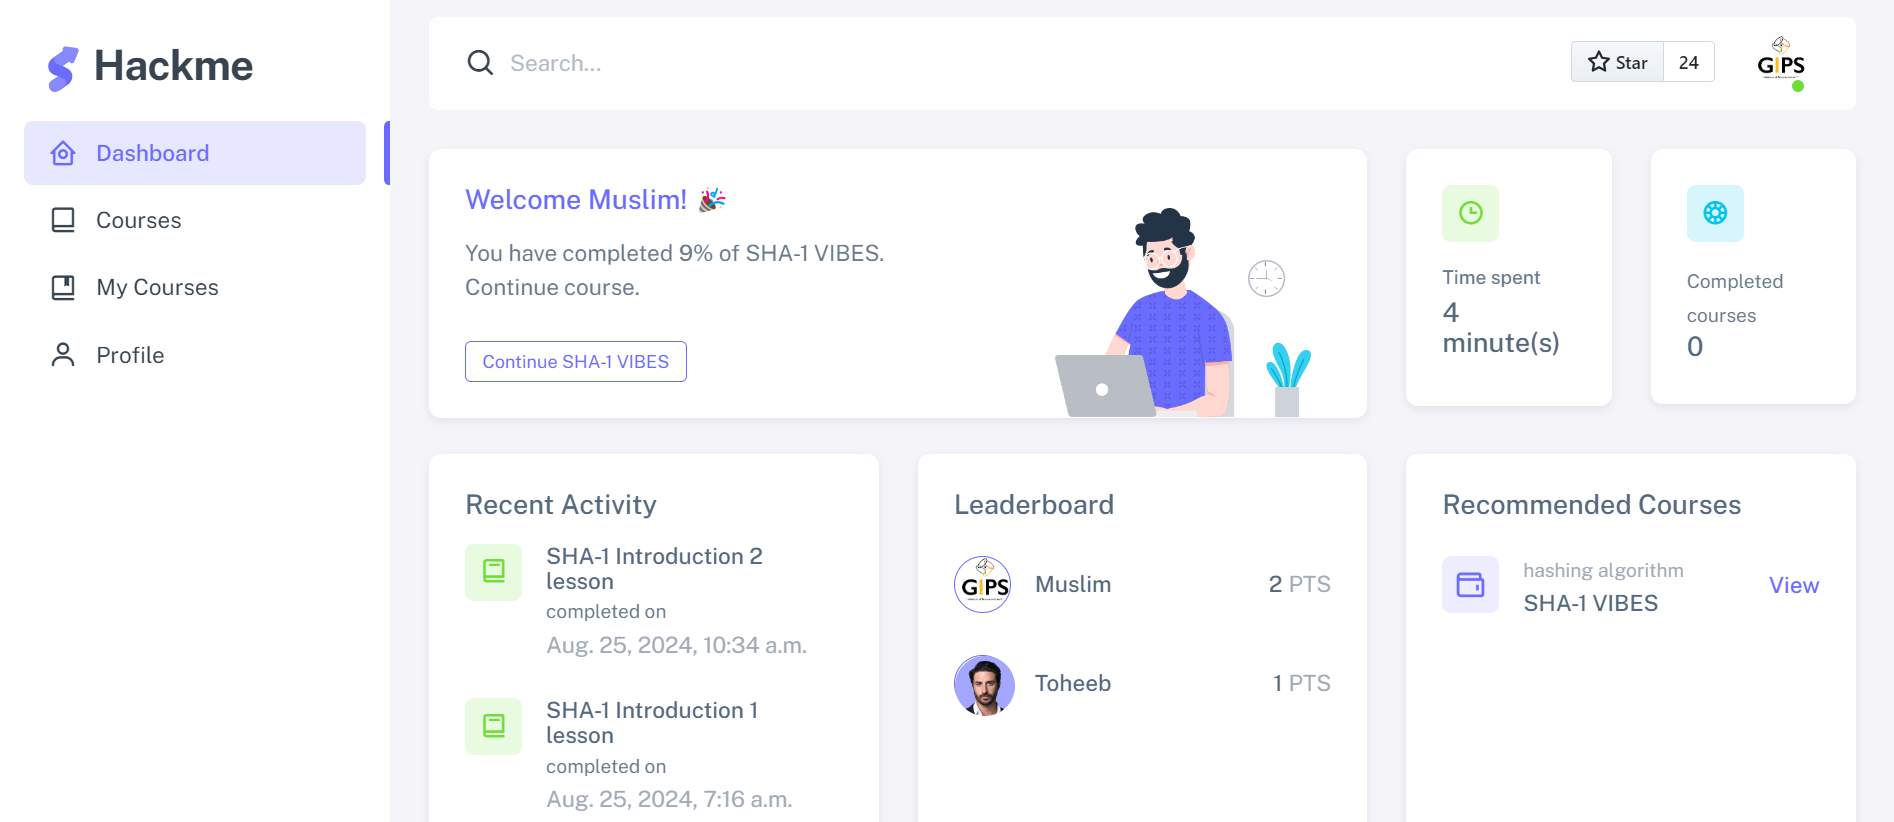 Hackme
Dashboard
Courses
My Courses
Profile
Search...
Star 24
GIPS
Welcome Muslim! 🎉
You have completed 9% of SHA-1 VIBES.
Continue course.
Continue SHA-1 VIBES
Time spent
4
minute(s)
Completed
courses
0
Recent Activity
SHA-1 Introduction 2
lesson
completed on
Aug. 25, 2024, 10:34 a.m.
SHA-1 Introduction 1
lesson
completed on
Aug. 25, 2024, 7:16 a.m.
Leaderboard
GIPS
Muslim 2 PTS
Toheeb 1 PTS
Recommended Courses
hashing algorithm
SHA-1 VIBES
View